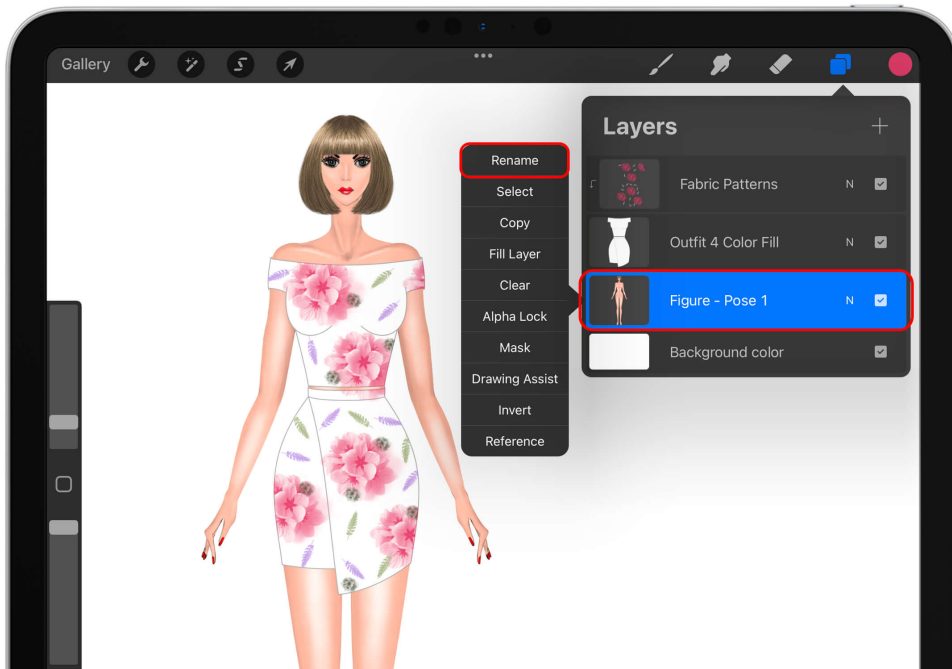 Gallery
Layers
Rename
Select
Copy
Fill Layer
Clear
Alpha Lock
Mask
Drawing Assist
Invert
Reference
Fabric Patterns N
Outfit 4 Color Fill N
Figure - Pose 1 N
Background color